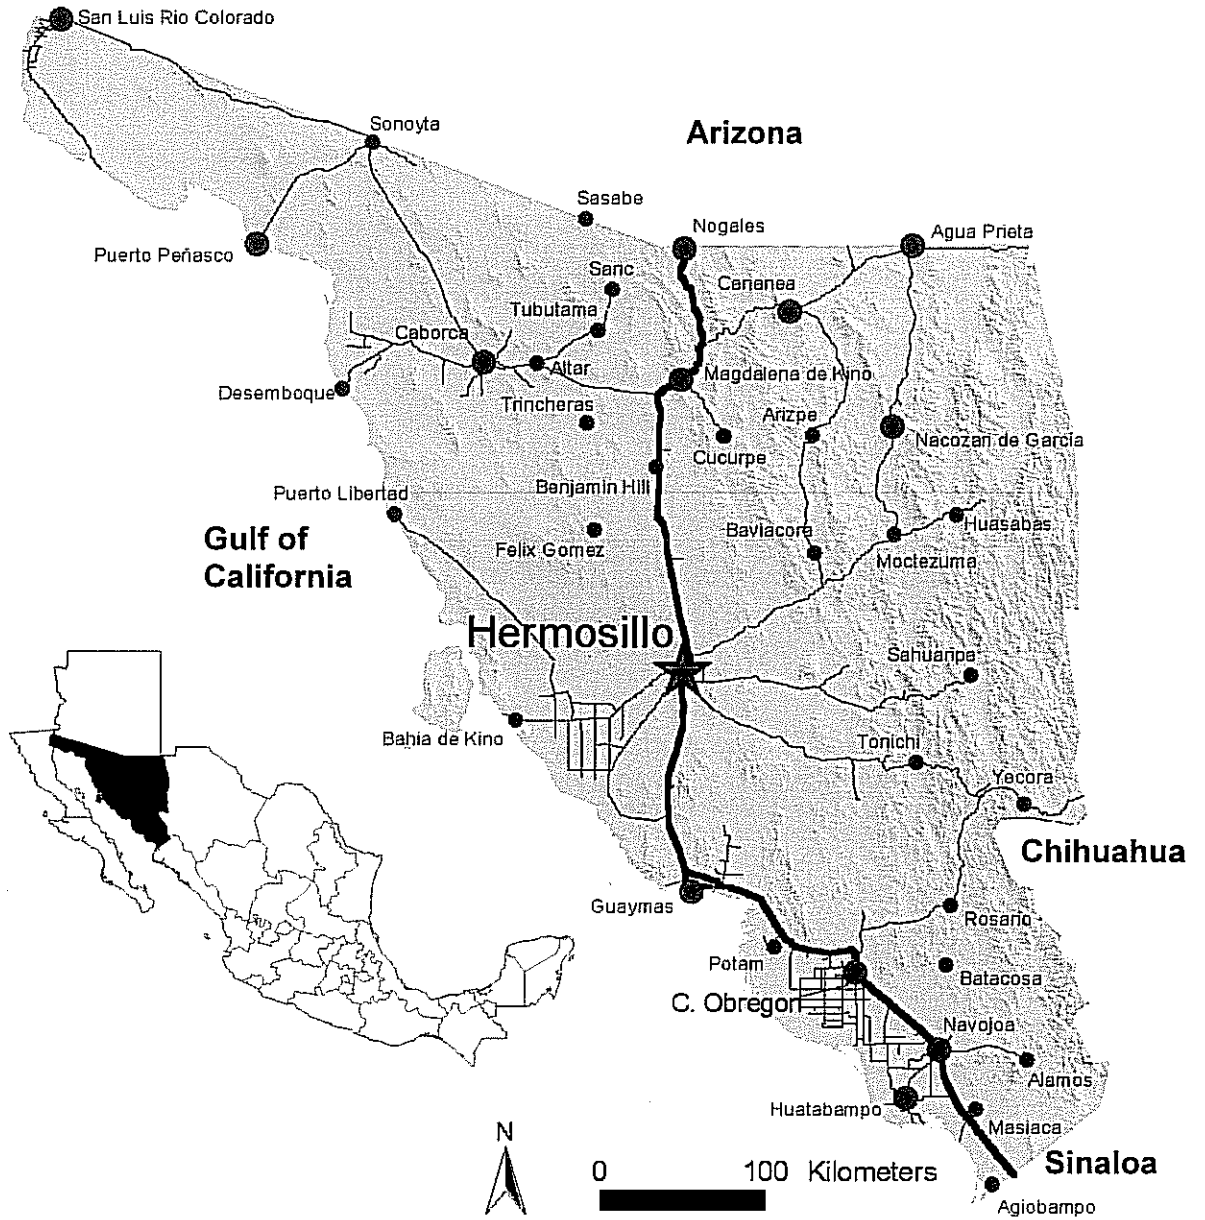 San Luis Rio Colorado
Sonoyta
Arizona
Sasabe
Nogales
Agua Prieta
Puerto Peñasco
Saric
Cananea
Tubutama
Caborca
Altar
Magdalena de Kino
Desemboque
Trincheras
Arizpe
Nacozari de Garcia
Cucurpe
Benjamin Hill
Puerto Libertad
Gulf of
California
Felix Gomez
Baviacora
Huasabas
Moctezuma
Hermosillo
Sahuaripa
Bahia de Kino
Tonichi
Yecora
Chihuahua
Guaymas
Rosario
Potam
Batacosa
C. Obregon
Navojoa
Alamos
Huatabampo
Masiaca
N
0 100 Kilometers
Sinaloa
Agiobampo